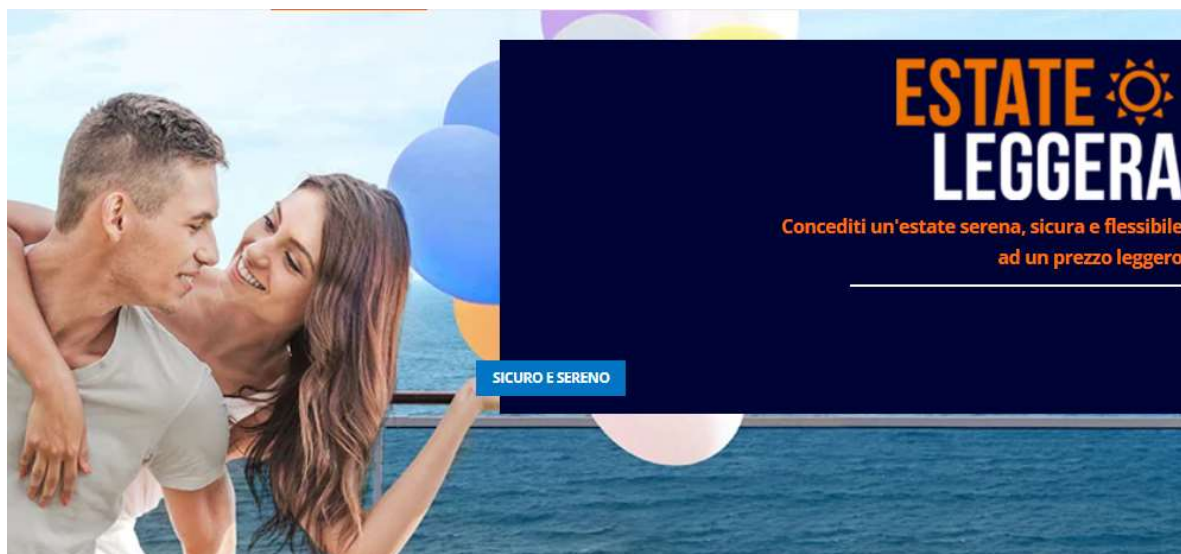 ESTATE
LEGGERA
Concediti un'estate serena, sicura e flessibile
ad un prezzo leggero
SICURO E SERENO